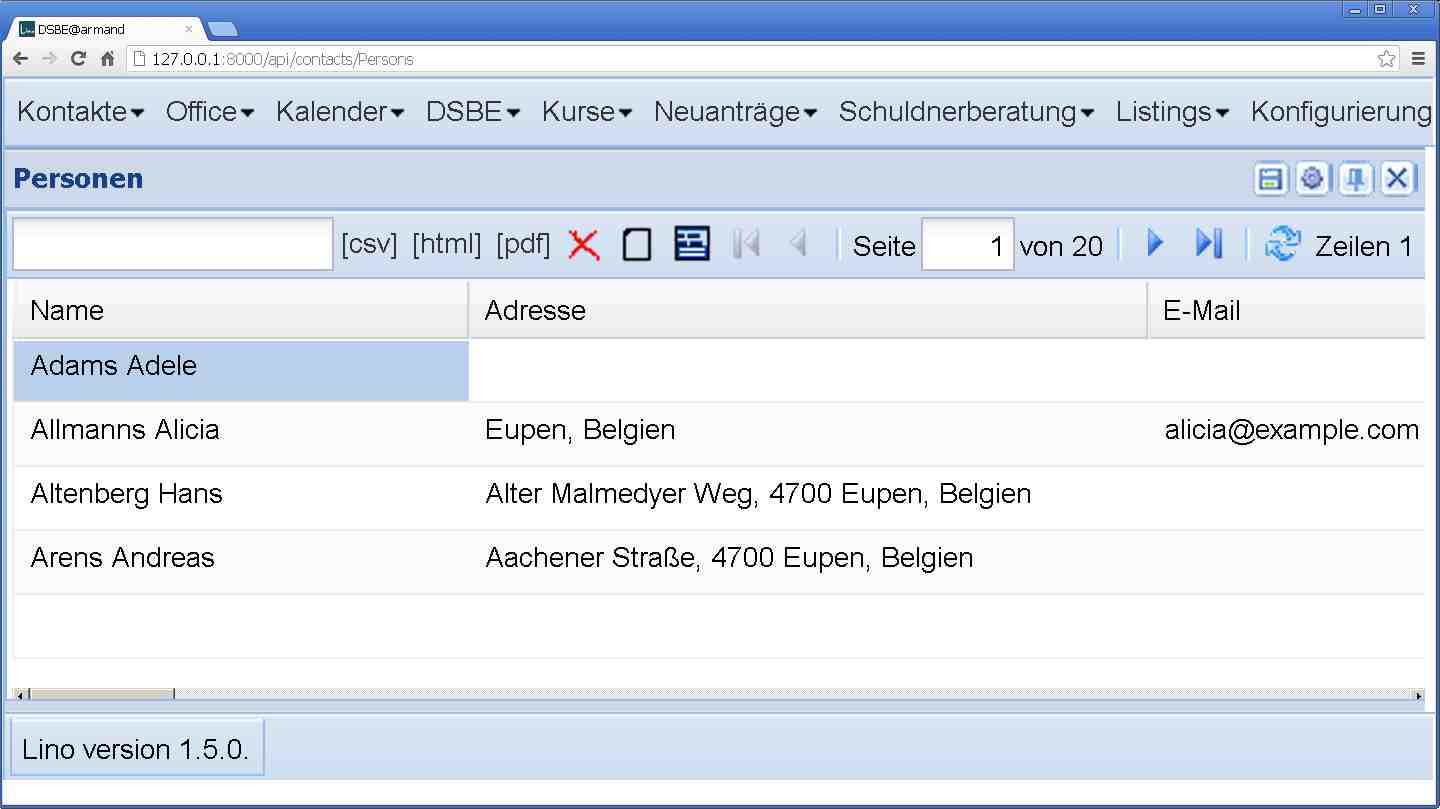 DSBE@armand
127.0.0.1:8000/api/contacts/Persons
Kontakte Office Kalender DSBE Kurse Neuanträge Schuldnerberatung Listings Konfigurierung
Personen
[csv] [html] [pdf] Seite 1 von 20 Zeilen 1
Name Adresse E-Mail
Adams Adele
Allmanns Alicia Eupen, Belgien alicia@example.com
Altenberg Hans Alter Malmedyer Weg, 4700 Eupen, Belgien
Arens Andreas Aachener Straße, 4700 Eupen, Belgien
Lino version 1.5.0.